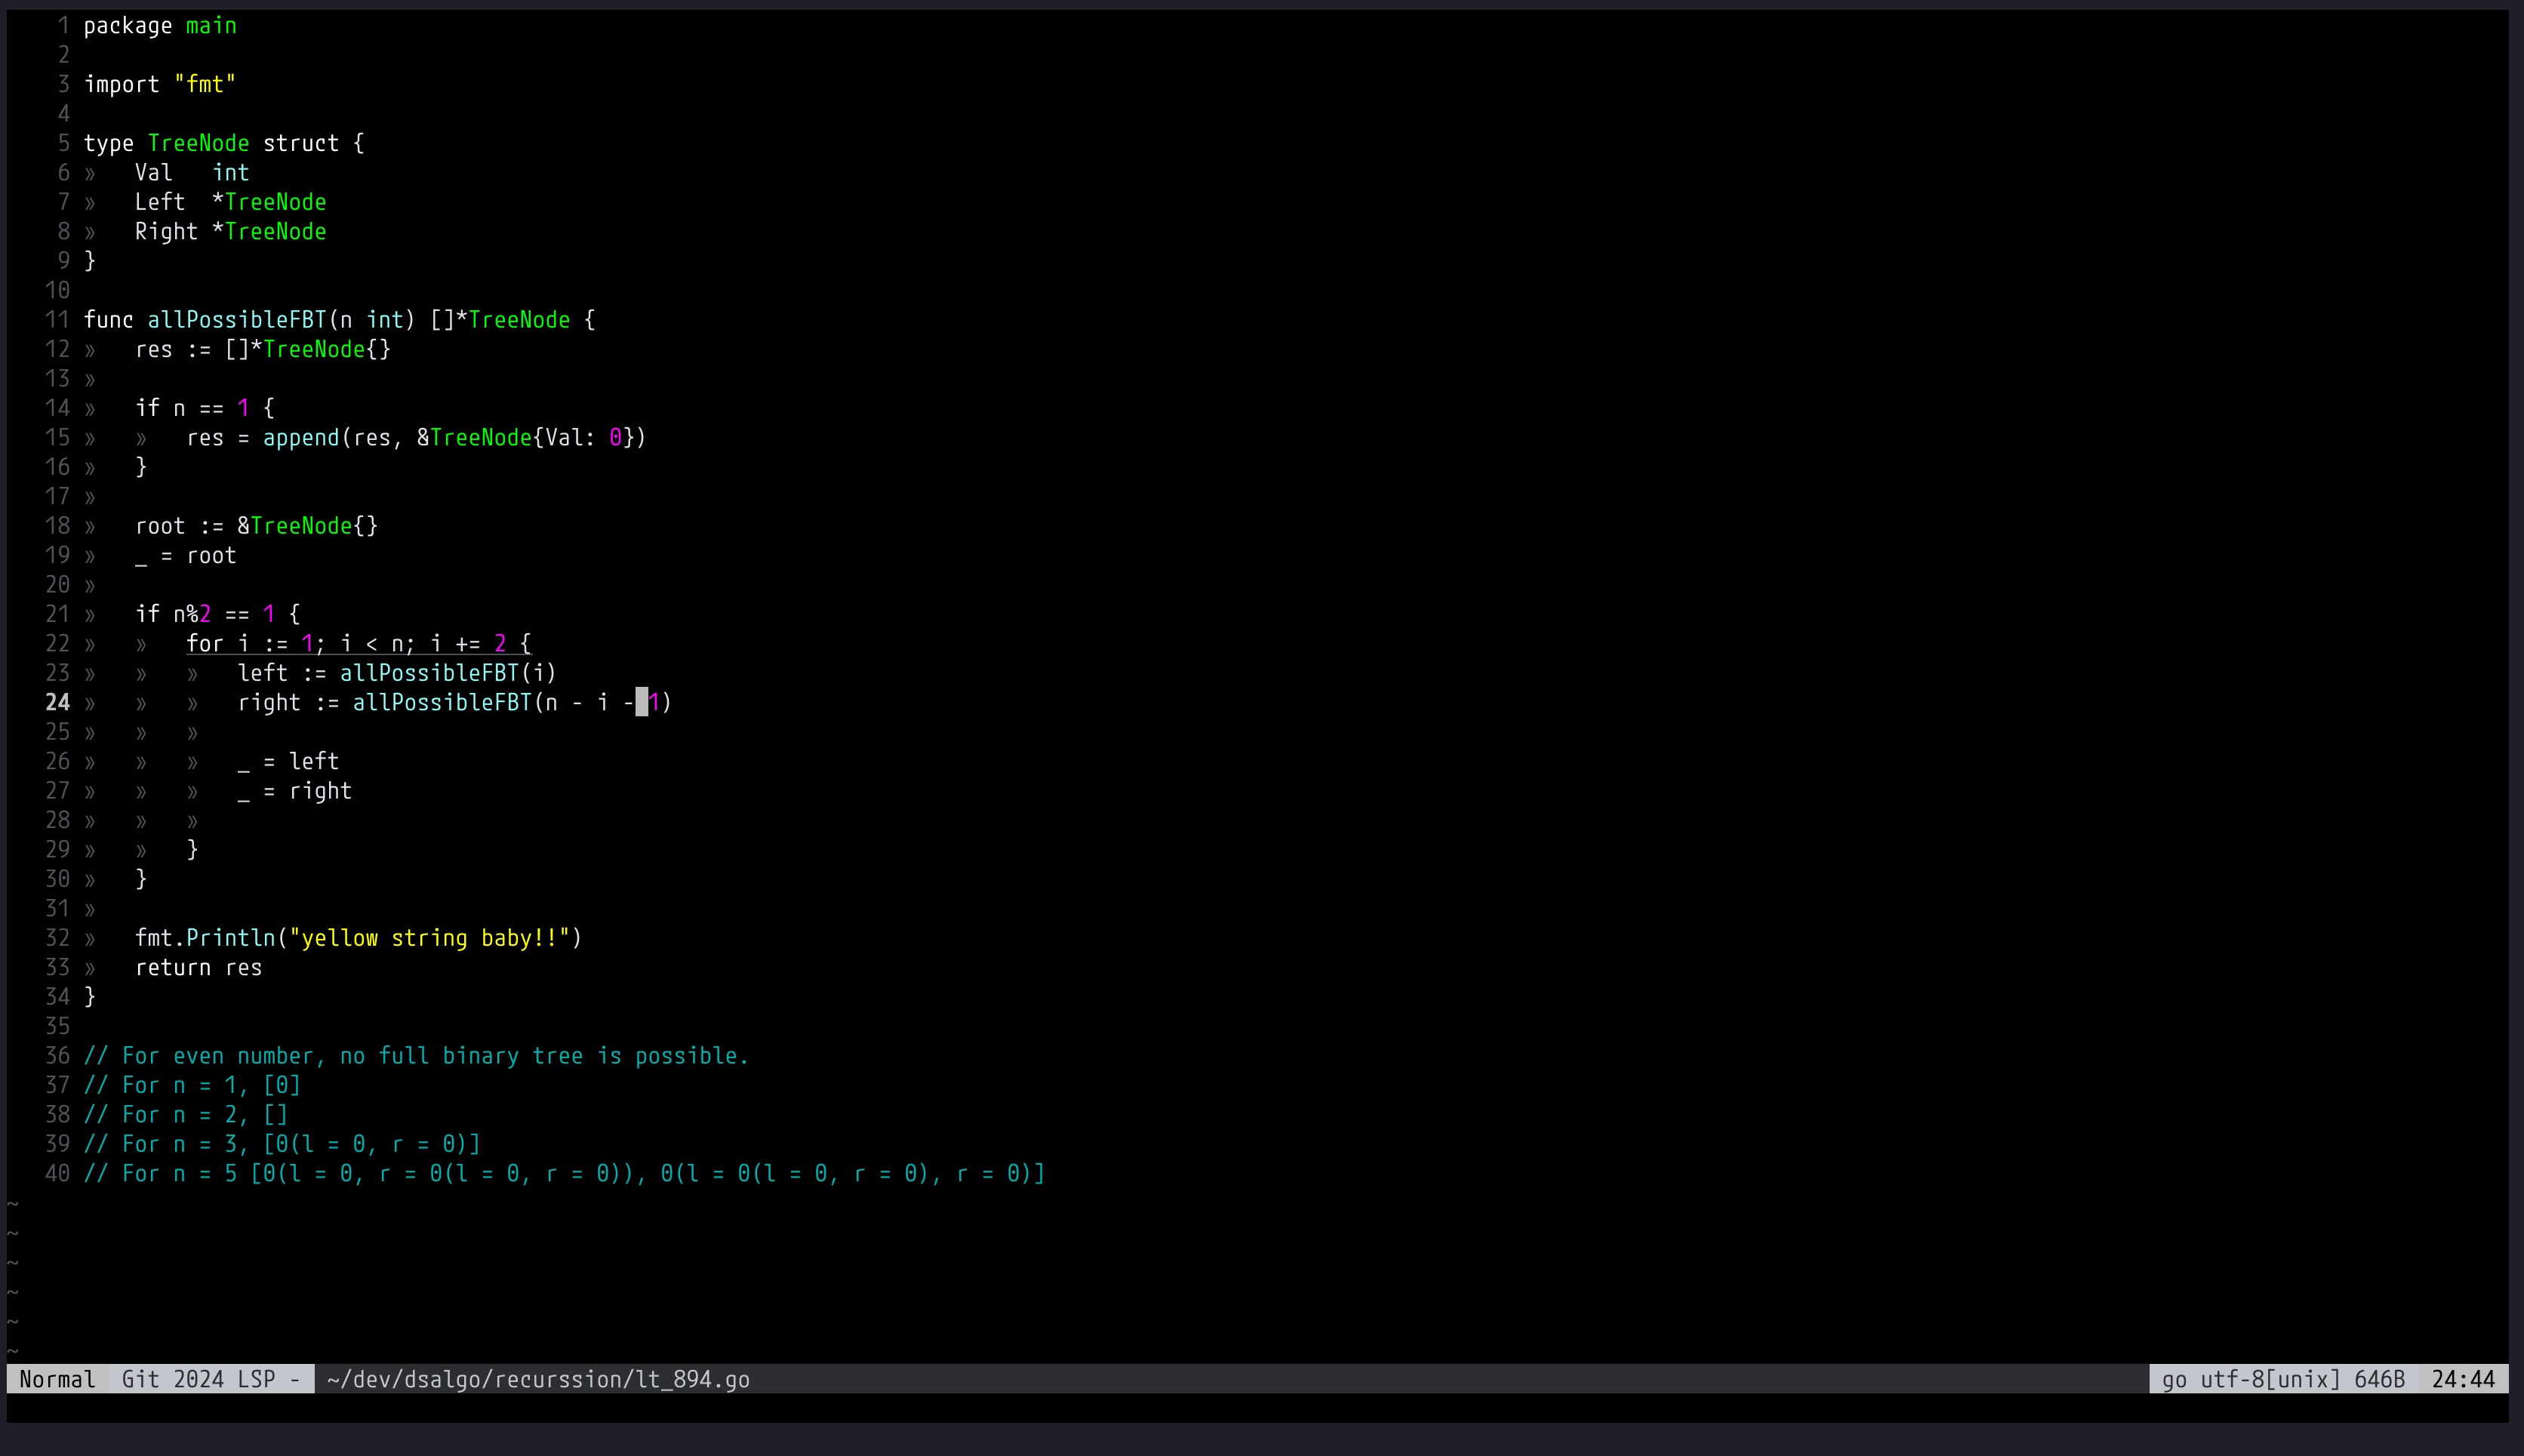 1 package main
2
3 import "fmt"
4
5 type TreeNode struct {
6 »   Val   int
7 »   Left  *TreeNode
8 »   Right *TreeNode
9 }
10
11 func allPossibleFBT(n int) []*TreeNode {
12 »   res := []*TreeNode{}
13 »
14 »   if n == 1 {
15 »   »   res = append(res, &TreeNode{Val: 0})
16 »   }
17 »
18 »   root := &TreeNode{}
19 »   _ = root
20 »
21 »   if n%2 == 1 {
22 »   »   for i := 1; i < n; i += 2 {
23 »   »   »   left := allPossibleFBT(i)
24 »   »   »   right := allPossibleFBT(n - i - 1)
25 »   »   »
26 »   »   »   _ = left
27 »   »   »   _ = right
28 »   »   »
29 »   »   }
30 »   }
31 »
32 »   fmt.Println("yellow string baby!!")
33 »   return res
34 }
35
36 // For even number, no full binary tree is possible.
37 // For n = 1, [0]
38 // For n = 2, []
39 // For n = 3, [0(l = 0, r = 0)]
40 // For n = 5 [0(l = 0, r = 0(l = 0, r = 0)), 0(l = 0(l = 0, r = 0), r = 0)]
~
~
~
~
~
~
Normal  Git 2024 LSP -  ~/dev/dsalgo/recurssion/lt_894.go  go utf-8[unix] 646B  24:44